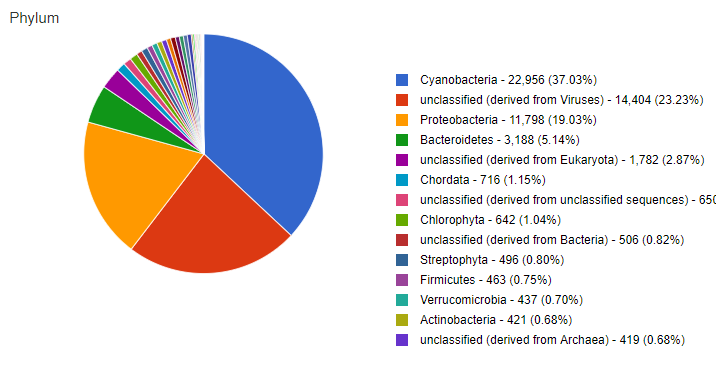 Phylum
Cyanobacteria - 22,956 (37.03%)
unclassified (derived from Viruses) - 14,404 (23.23%)
Proteobacteria - 11,798 (19.03%)
Bacteroidetes - 3,188 (5.14%)
unclassified (derived from Eukaryota) - 1,782 (2.87%)
Chordata - 716 (1.15%)
unclassified (derived from unclassified sequences) - 650
Chlorophyta - 642 (1.04%)
unclassified (derived from Bacteria) - 506 (0.82%)
Streptophyta - 496 (0.80%)
Firmicutes - 463 (0.75%)
Verrucomicrobia - 437 (0.70%)
Actinobacteria - 421 (0.68%)
unclassified (derived from Archaea) - 419 (0.68%)